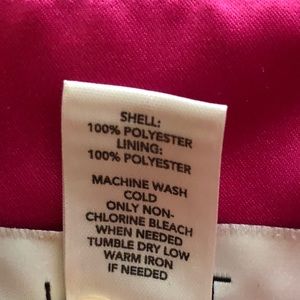 SHELL:
100% POLYESTER
LINING:
100% POLYESTER
MACHINE WASH
COLD
ONLY NON-
CHLORINE BLEACH
WHEN NEEDED
TUMBLE DRY LOW
WARM IRON
IF NEEDED